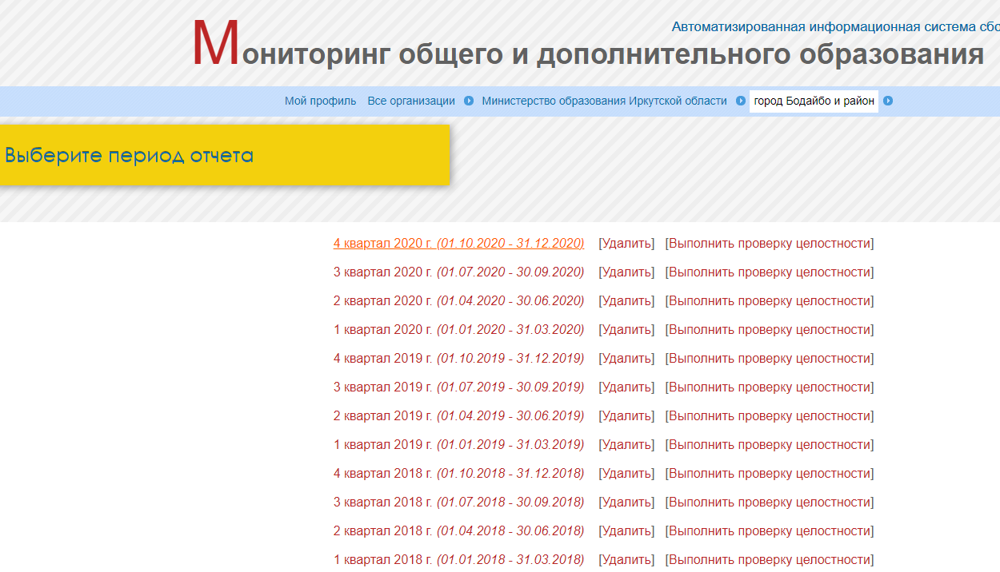 Автоматизированная информационная система
Мониторинг общего и дополнительного образования
Мой профиль Все организации Министерство образования Иркутской области город Бодайбо и район
Выберите период отчета
4 квартал 2020 г. (01.10.2020 - 31.12.2020) [Удалить] [Выполнить проверку целостности]
3 квартал 2020 г. (01.07.2020 - 30.09.2020) [Удалить] [Выполнить проверку целостности]
2 квартал 2020 г. (01.04.2020 - 30.06.2020) [Удалить] [Выполнить проверку целостности]
1 квартал 2020 г. (01.01.2020 - 31.03.2020) [Удалить] [Выполнить проверку целостности]
4 квартал 2019 г. (01.10.2019 - 31.12.2019) [Удалить] [Выполнить проверку целостности]
3 квартал 2019 г. (01.07.2019 - 30.09.2019) [Удалить] [Выполнить проверку целостности]
2 квартал 2019 г. (01.04.2019 - 30.06.2019) [Удалить] [Выполнить проверку целостности]
1 квартал 2019 г. (01.01.2019 - 31.03.2019) [Удалить] [Выполнить проверку целостности]
4 квартал 2018 г. (01.10.2018 - 31.12.2018) [Удалить] [Выполнить проверку целостности]
3 квартал 2018 г. (01.07.2018 - 30.09.2018) [Удалить] [Выполнить проверку целостности]
2 квартал 2018 г. (01.04.2018 - 30.06.2018) [Удалить] [Выполнить проверку целостности]
1 квартал 2018 г. (01.01.2018 - 31.03.2018) [Удалить] [Выполнить проверку целостности]